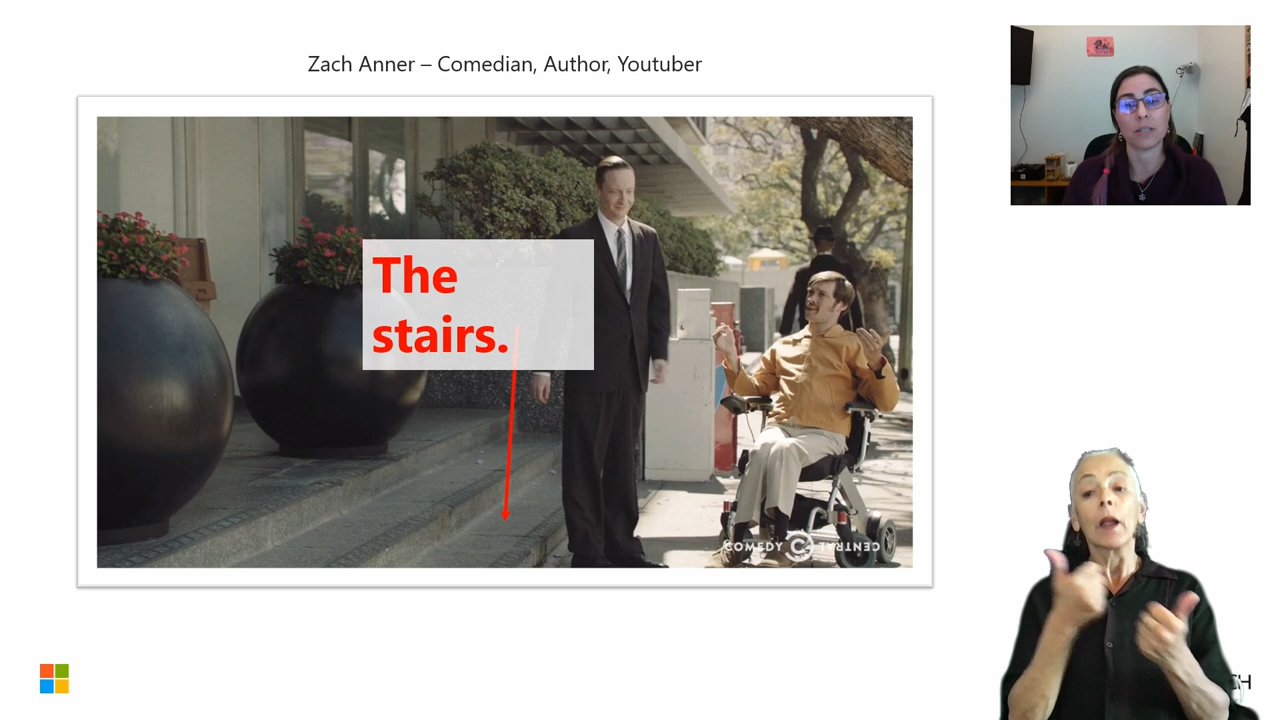 Zach Anner – Comedian, Author, Youtuber
The
stairs.
COMEDY CENTRAL